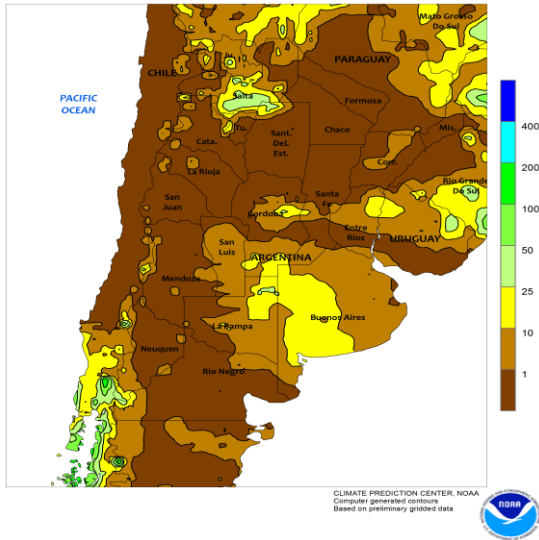 Mato Grosso
Do Sul
Ju.
PARAGUAY
CHILE
PACIFIC
OCEAN
Salta
Formosa
400
Tu.
Sant.
Del.
Est.
Chaco
Mis.
Cata.
Corr.
200
La Rioja
Rio Grande
Do Sul
San
Juan
Santa
Fe
100
Cordoba
Entre
Rios
URUGUAY
San
Luis
50
ARGENTINA
Mendoza
25
La Pampa
Buenos Aires
10
Neuquen
Rio Negro
1
CLIMATE PREDICTION CENTER, NOAA
Computer generated contours
Based on preliminary gridded data
NOAA